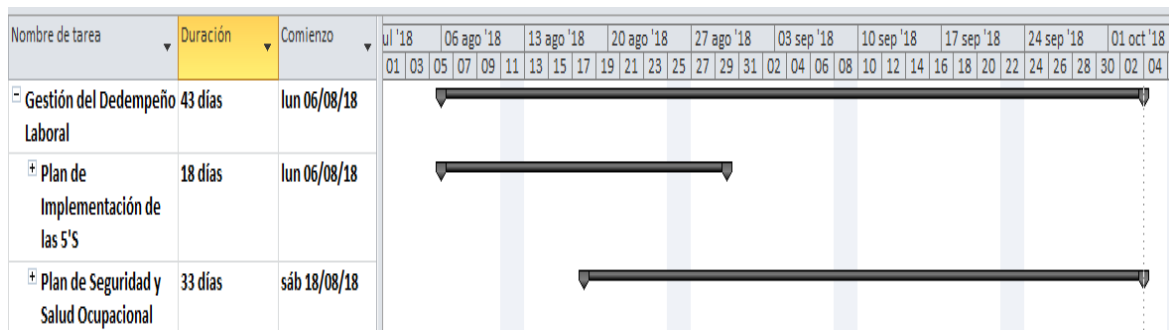 Nombre de tarea Duración Comienzo ul '18 06 ago '18 13 ago '18 20 ago '18 27 ago '18 03 sep '18 10 sep '18 17 sep '18 24 sep '18 01 oct '18
01 03 05 07 09 11 13 15 17 19 21 23 25 27 29 31 02 04 06 08 10 12 14 16 18 20 22 24 26 28 30 02 04
Gestión del Dedempeño 43 días lun 06/08/18
Laboral
Plan de 18 días lun 06/08/18
Implementación de
las 5'S
Plan de Seguridad y 33 días sáb 18/08/18
Salud Ocupacional